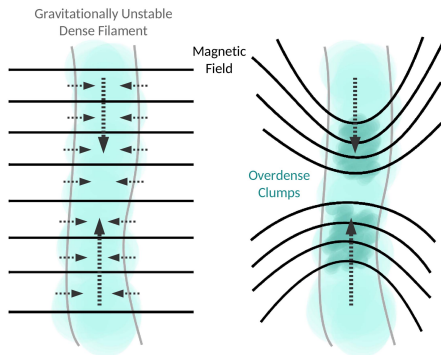 Gravitationally Unstable
Dense Filament
Magnetic
Field
Overdense
Clumps